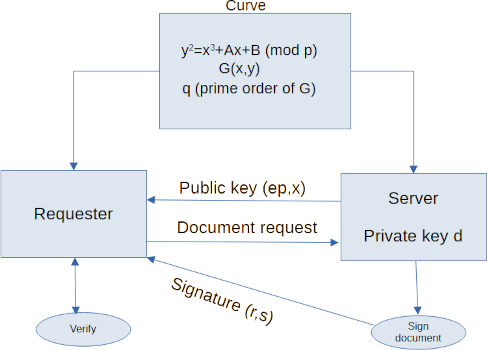 Curve
y²=x³+Ax+B (mod p)
G(x,y)
q (prime order of G)
Public key (ep,x)
Server
Requester
Document request
Private key d
Signature (r,s)
Verify
Sign
document